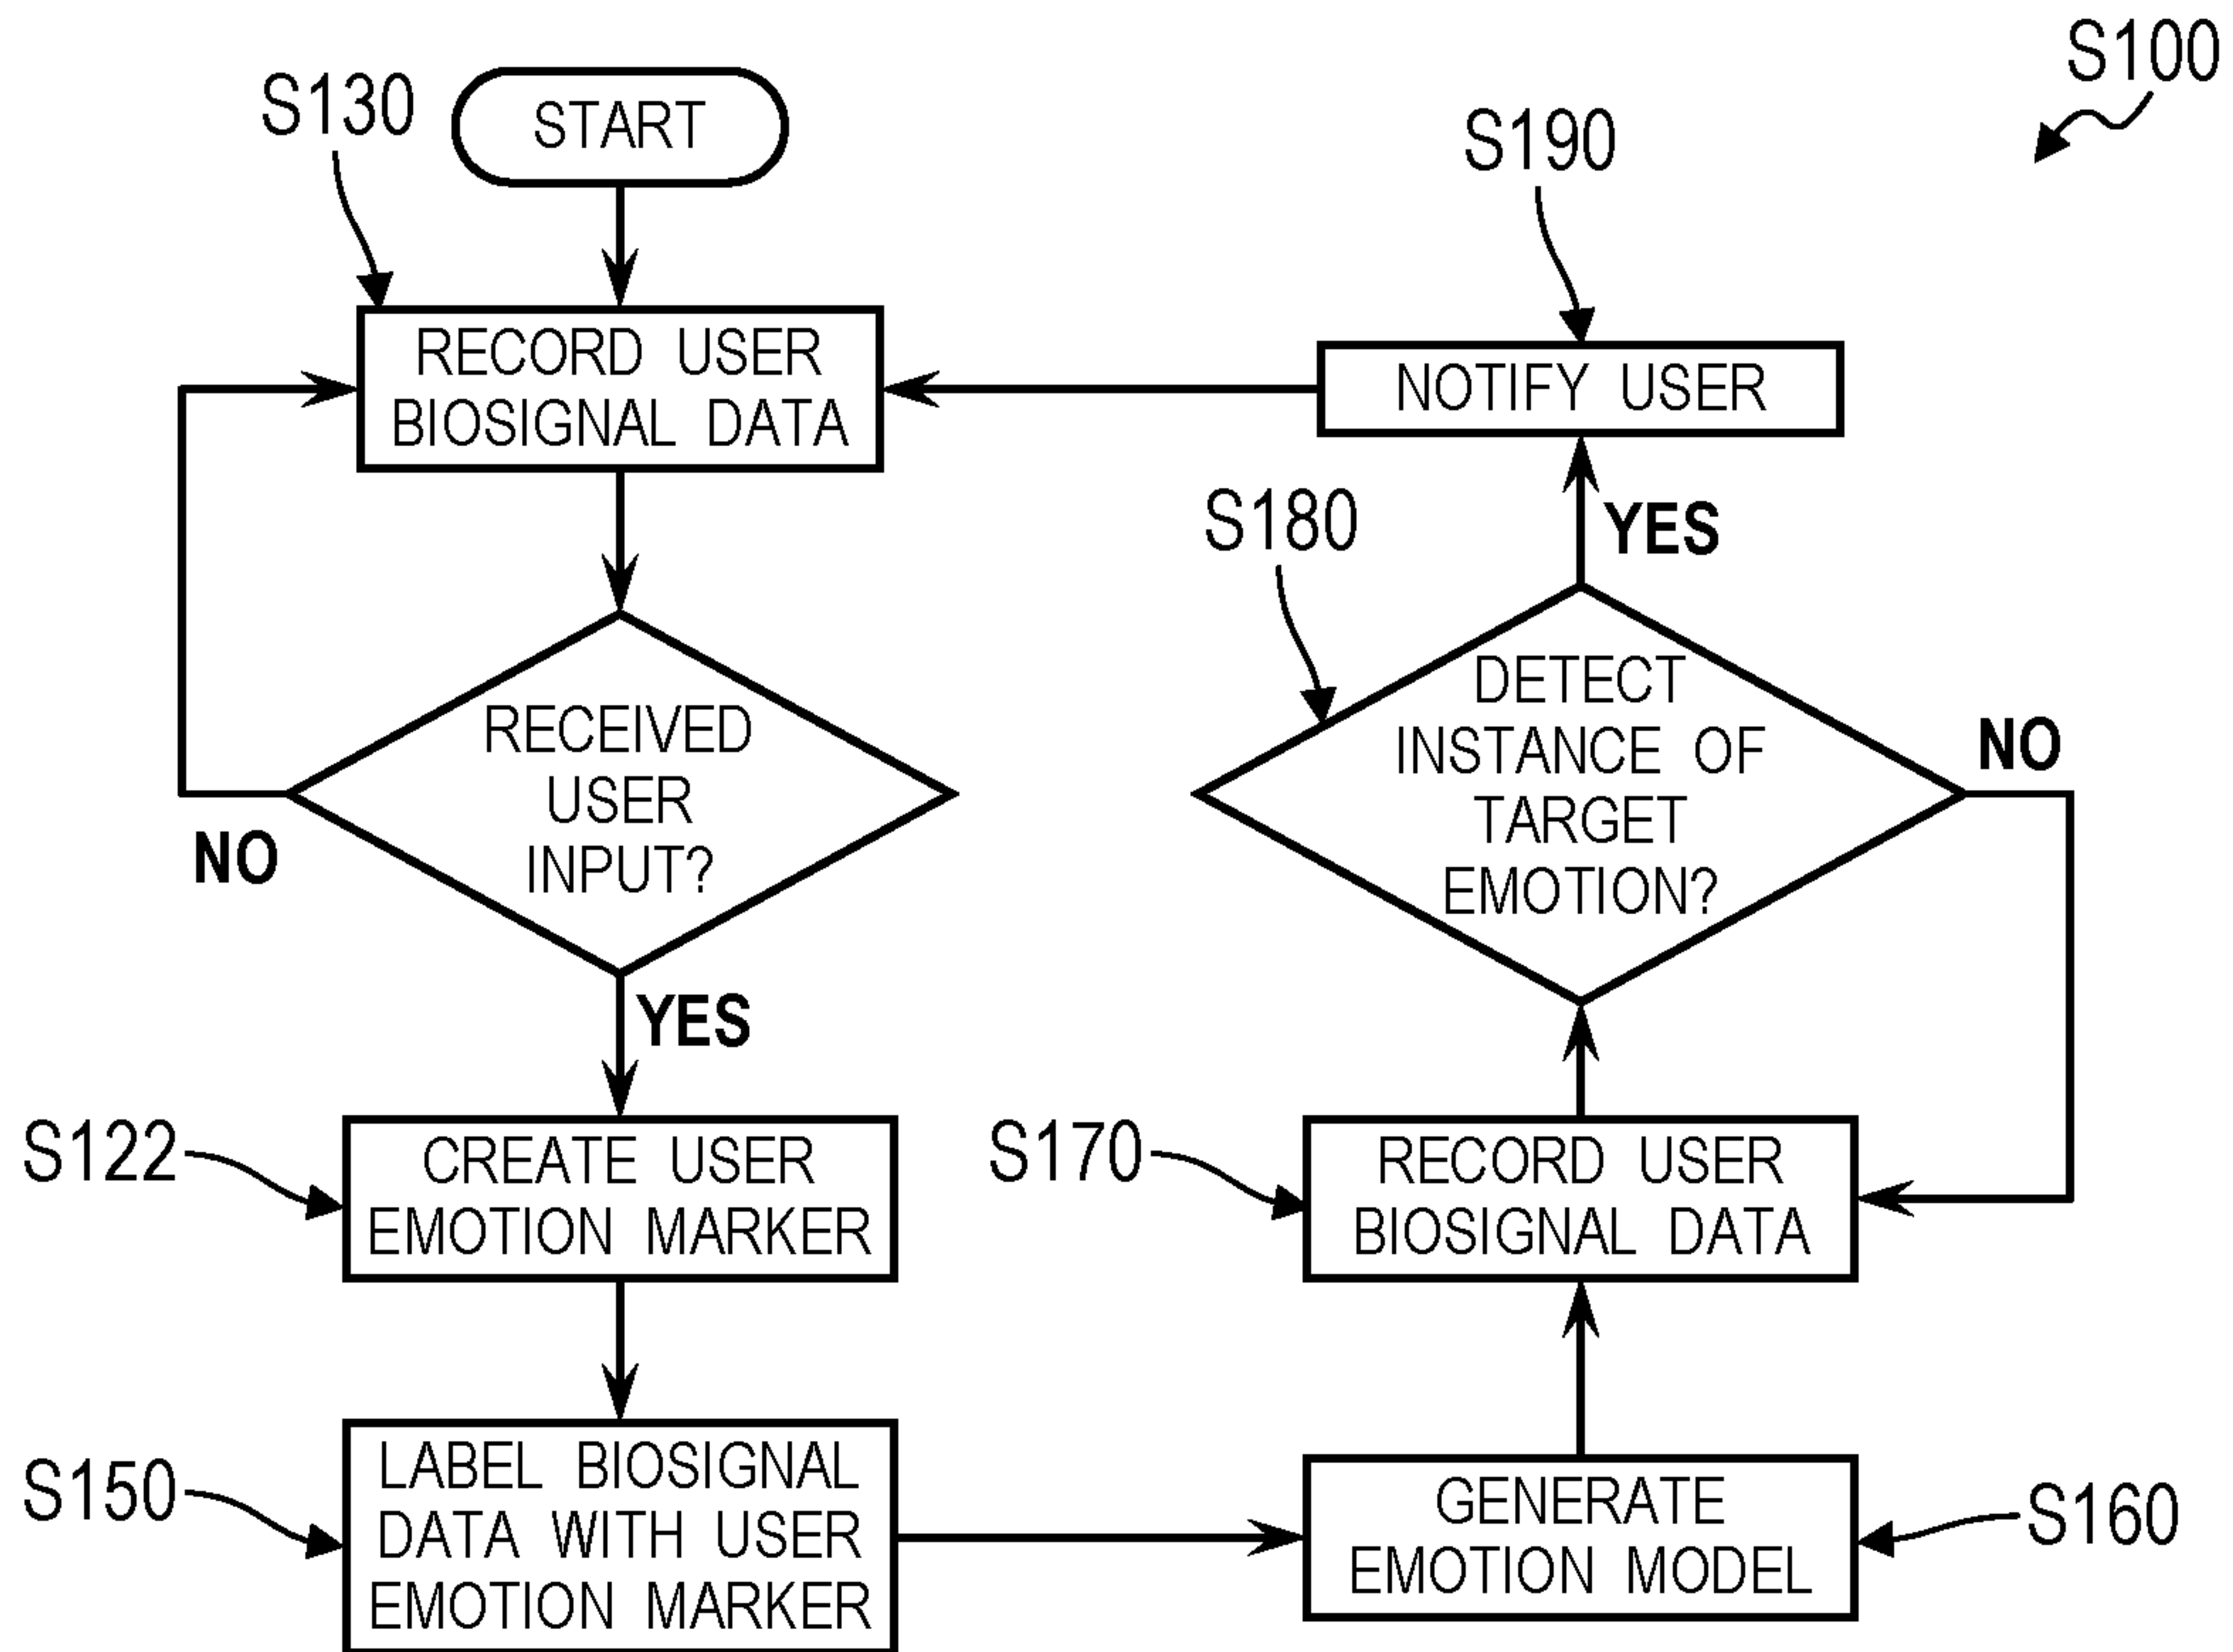 S100
S130
START
S190
RECORD USER
BIOSIGNAL DATA
NOTIFY USER
S180
YES
RECEIVED
USER
INPUT?
NO
DETECT
INSTANCE OF
TARGET
EMOTION?
NO
YES
S122
CREATE USER
EMOTION MARKER
S170
RECORD USER
BIOSIGNAL DATA
S150
LABEL BIOSIGNAL
DATA WITH USER
EMOTION MARKER
GENERATE
EMOTION MODEL
S160